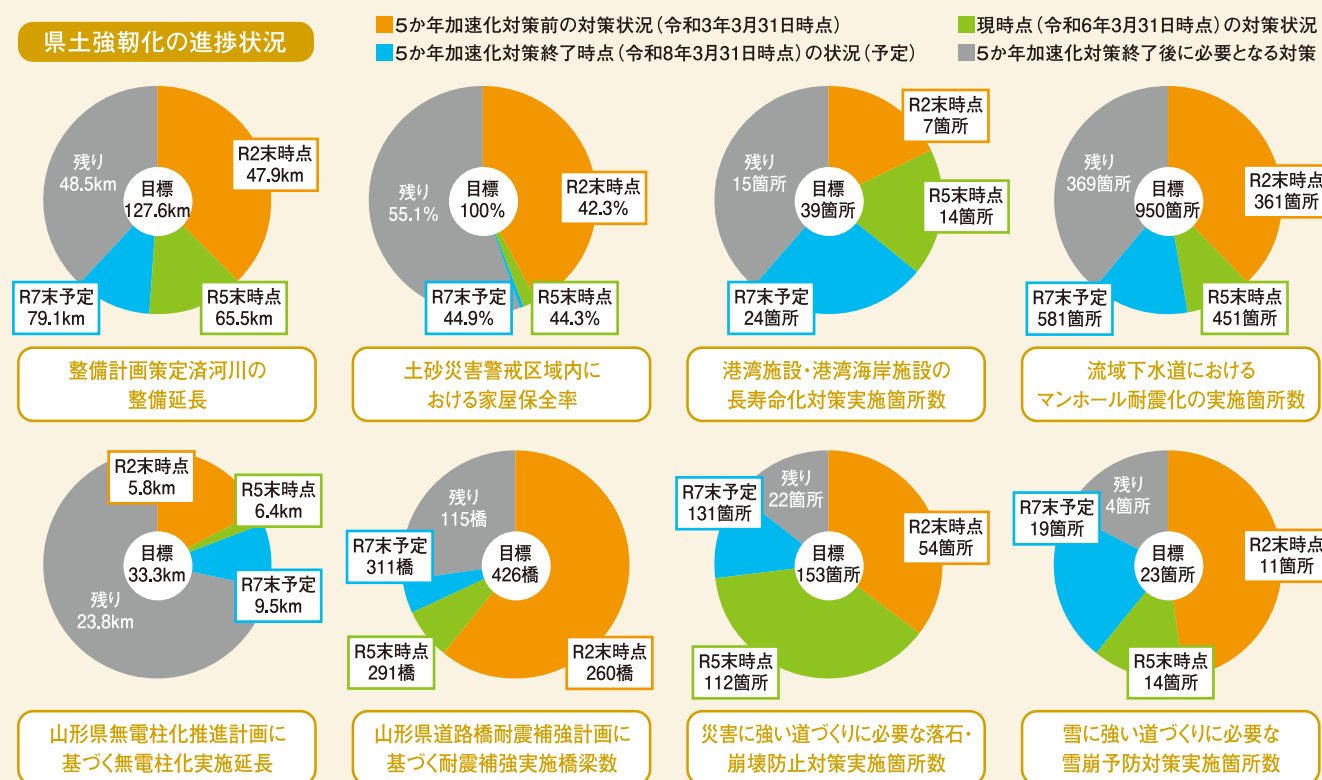 県土強靭化の進捗状況
5か年加速化対策前の対策状況（令和3年3月31日時点）
現時点（令和6年3月31日時点）の対策状況
5か年加速化対策終了時点（令和8年3月31日時点）の状況（予定）
5か年加速化対策終了後に必要となる対策
残り
48.5km
目標
127.6km
R2末時点
47.9km
R7末予定
79.1km
R5末時点
65.5km
整備計画策定済河川の
整備延長
残り
55.1%
目標
100%
R2末時点
42.3%
R7末予定
44.9%
R5末時点
44.3%
土砂災害警戒区域内に
おける家屋保全率
残り
15箇所
目標
39箇所
R2末時点
7箇所
R5末時点
14箇所
R7末予定
24箇所
港湾施設・港湾海岸施設の
長寿命化対策実施箇所数
残り
369箇所
目標
950箇所
R2末時点
361箇所
R7末予定
581箇所
R5末時点
451箇所
流域下水道における
マンホール耐震化の実施箇所数
R2末時点
5.8km
R5末時点
6.4km
目標
33.3km
R7末予定
9.5km
残り
23.8km
山形県無電柱化推進計画に
基づく無電柱化実施延長
残り
115橋
R7末予定
311橋
目標
426橋
R5末時点
291橋
R2末時点
260橋
山形県道路橋耐震補強計画に
基づく耐震補強実施橋梁数
R7末予定
131箇所
残り
22箇所
R2末時点
54箇所
目標
153箇所
R5末時点
112箇所
災害に強い道づくりに必要な落石・
崩壊防止対策実施箇所数
R7末予定
19箇所
残り
4箇所
R2末時点
11箇所
目標
23箇所
R5末時点
14箇所
雪に強い道づくりに必要な
雪崩予防対策実施箇所数